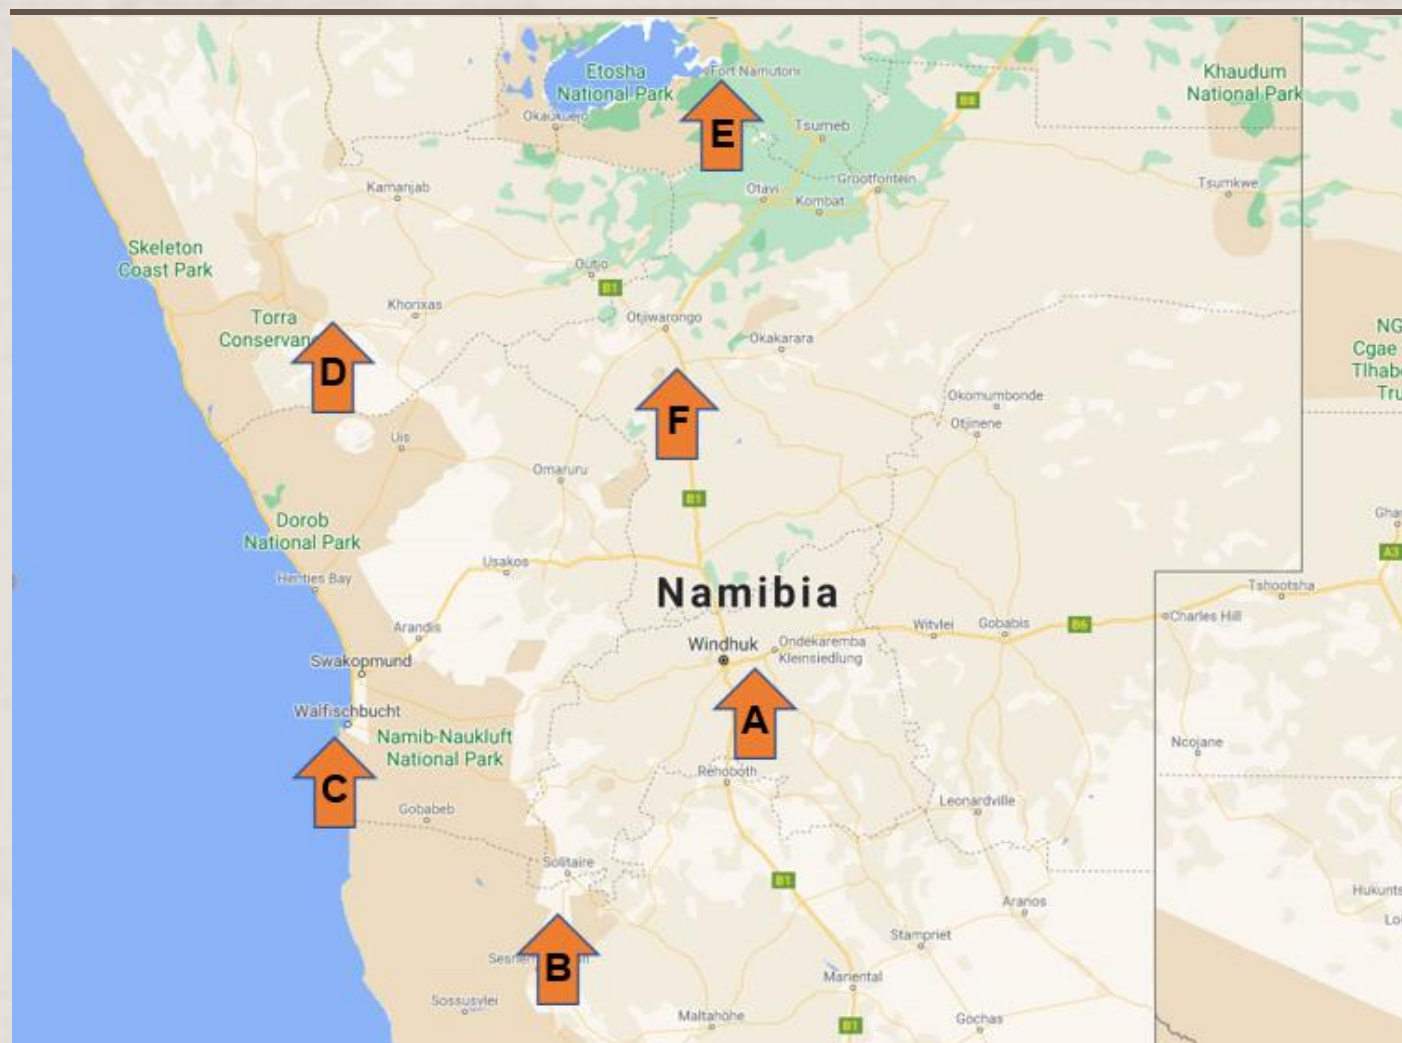 Etosha
National Park
Fort Namutoni
Okaukuejo
E
B8
Khaudum
National Park
Tsumeb
Kamanjab
Otavi
Grootfontein
Kombat
Tsumkwe
Skeleton
Coast Park
Outjo
B1
Khorixas
Torra
Otjiwarongo
Okakarara
D
NG
Cgae
Tlhab
Tru
Okomumbonde
F
Otjinene
Uis
Omaruru
B1
Dorob
National Park
Usakos
A3
Henties Bay
Namibia
Tshootsha
Charles Hill
Arandis
Witvlei
Gobabis
B6
Swakopmund
Windhuk
Ondekaremba
Kleinsiedlung
Walfischbucht
A
Namib-Naukluft
National Park
Ncojane
Rehoboth
C
Gobabeb
Leonardville
Solitaire
B1
Aranos
Hukunts
Lo
Stampriet
B
Mariental
Sossusvlei
Maltahöhe
B1
Gochas